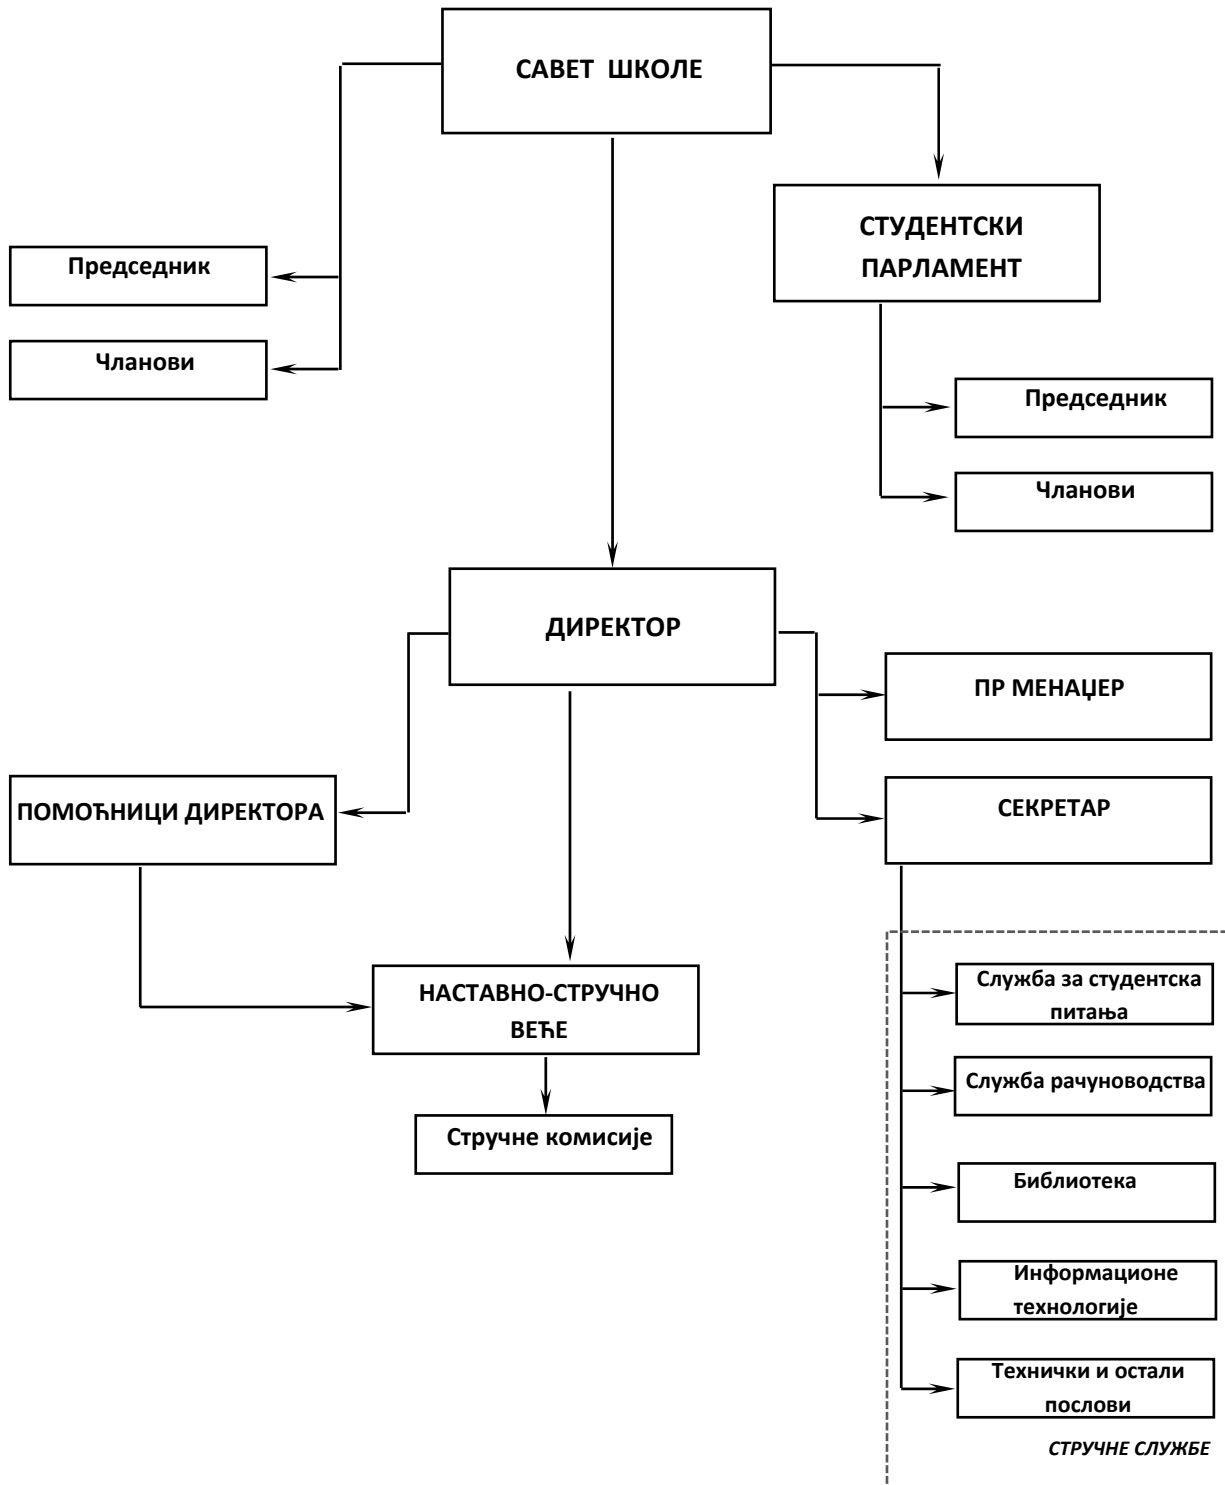 САВЕТ ШКОЛЕ
СТУДЕНТСКИ
ПАРЛАМЕНТ
Председник
Чланови
Председник
Чланови
ДИРЕКТОР
ПР МЕНАЏЕР
ПОМОЋНИЦИ ДИРЕКТОРА
СЕКРЕТАР
НАСТАВНО-СТРУЧНО
ВЕЋЕ
Стручне комисије
Служба за студентска
питања
Служба рачуноводства
Библиотека
Информационе
технологије
Технички и остали
послови
СТРУЧНЕ СЛУЖБЕ